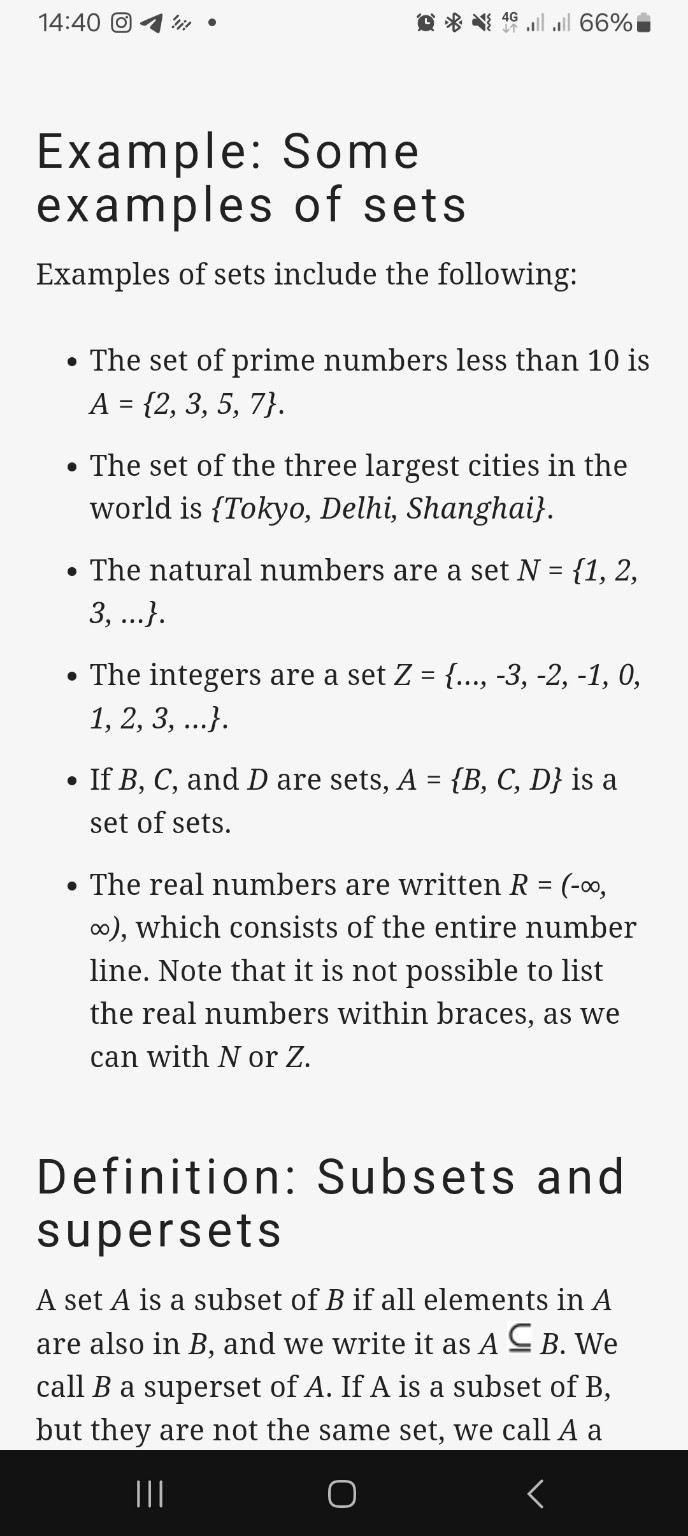 14:40 4G 66%
Example: Some
examples of sets
Examples of sets include the following:
• The set of prime numbers less than 10 is
A = {2, 3, 5, 7}.
• The set of the three largest cities in the
world is {Tokyo, Delhi, Shanghai}.
• The natural numbers are a set N = {1, 2,
3, ...}.
• The integers are a set Z = {..., -3, -2, -1, 0,
1, 2, 3, ...}.
• If B, C, and D are sets, A = {B, C, D} is a
set of sets.
• The real numbers are written R = (-∞,
∞), which consists of the entire number
line. Note that it is not possible to list
the real numbers within braces, as we
can with N or Z.
Definition: Subsets and
supersets
A set A is a subset of B if all elements in A
are also in B, and we write it as A ⊆ B. We
call B a superset of A. If A is a subset of B,
but they are not the same set, we call A a